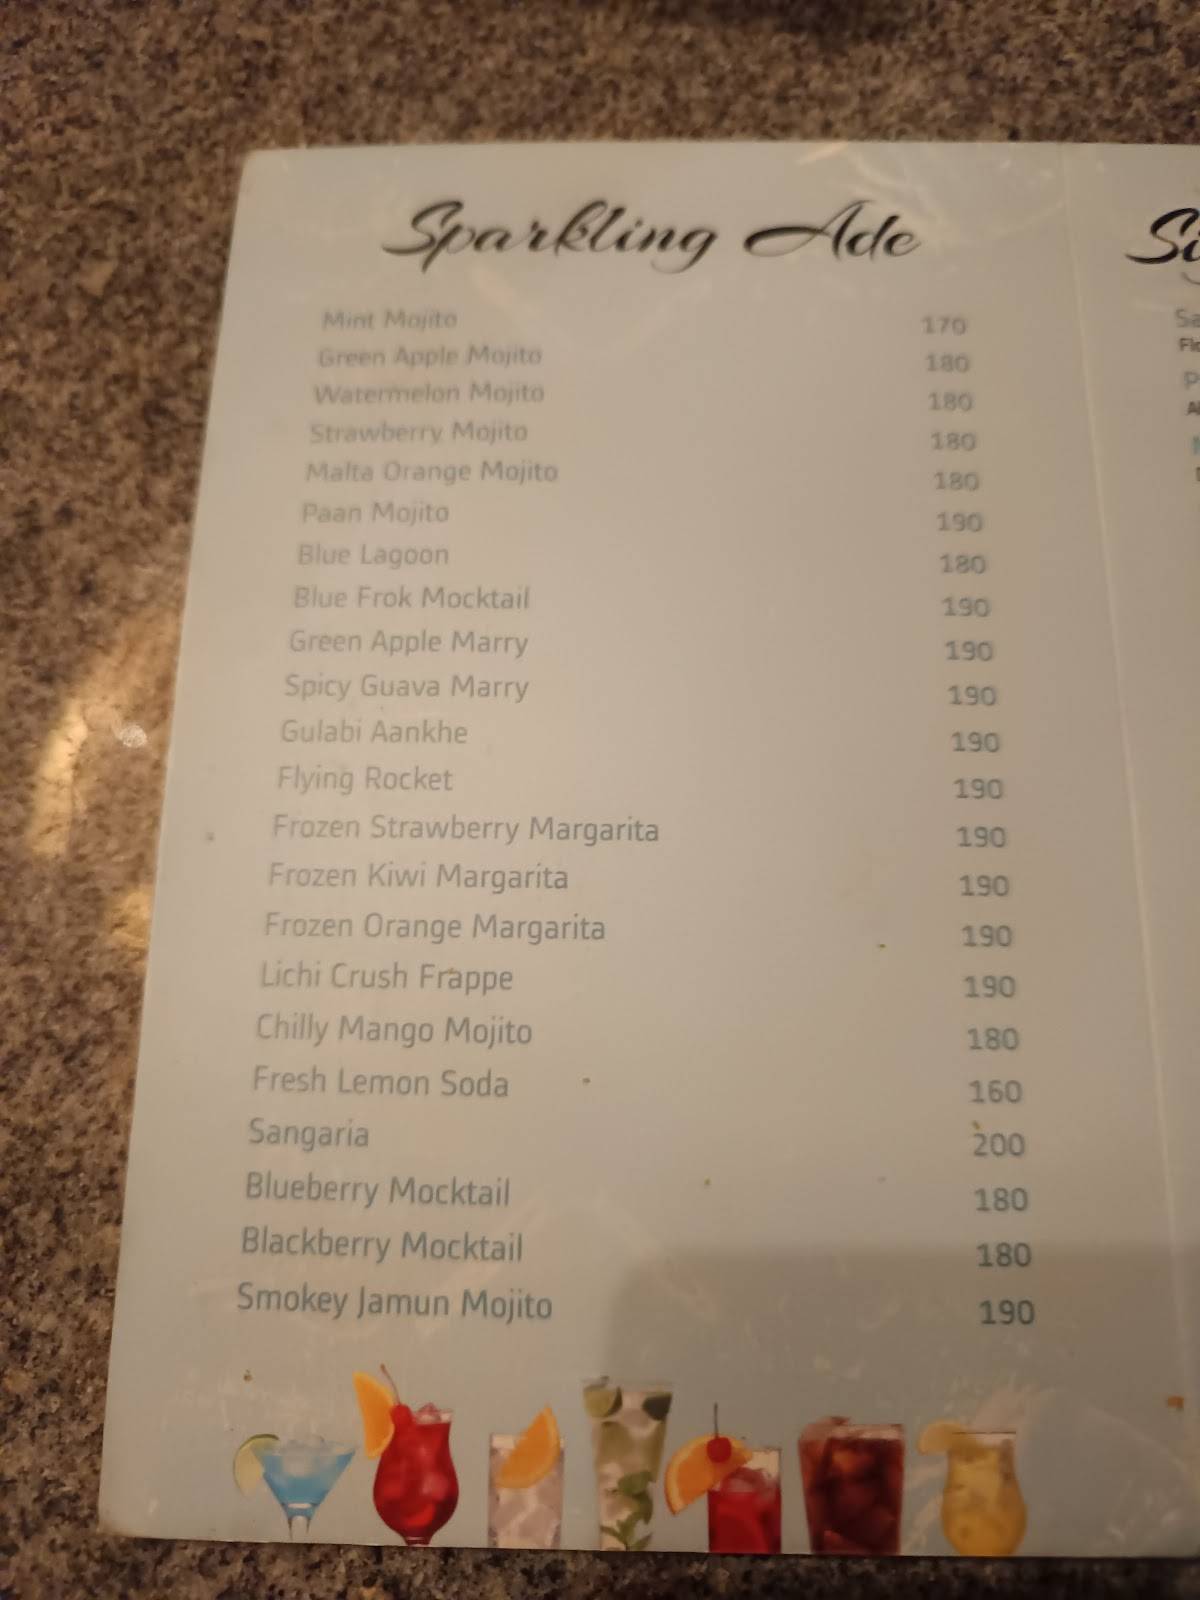 Sparkling Ade
Mint Mojito 170
Green Apple Mojito 180
Watermelon Mojito 180
Strawberry Mojito 180
Malta Orange Mojito 180
Paan Mojito 190
Blue Lagoon 180
Blue Frok Mocktail 190
Green Apple Marry 190
Spicy Guava Marry 190
Gulabi Aankhe 190
Flying Rocket 190
Frozen Strawberry Margarita 190
Frozen Kiwi Margarita 190
Frozen Orange Margarita 190
Lichi Crush Frappe 190
Chilly Mango Mojito 180
Fresh Lemon Soda 160
Sangaria 200
Blueberry Mocktail 180
Blackberry Mocktail 180
Smokey Jamun Mojito 190